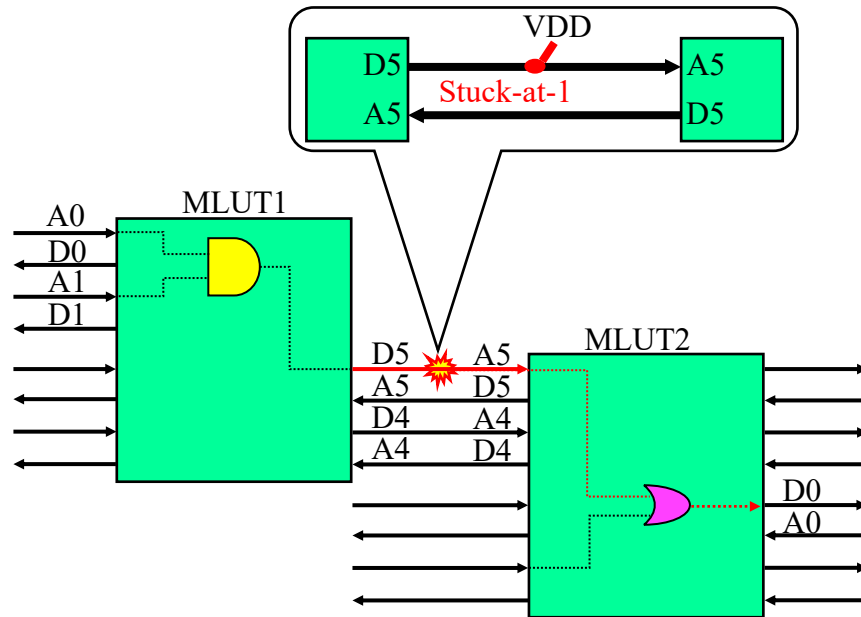 VDD
D5 A5
Stuck-at-1
A5 D5
MLUT1
A0
D0
A1
D1
MLUT2
D5 A5
A5 D5
D4 A4
A4 D4
D0
A0